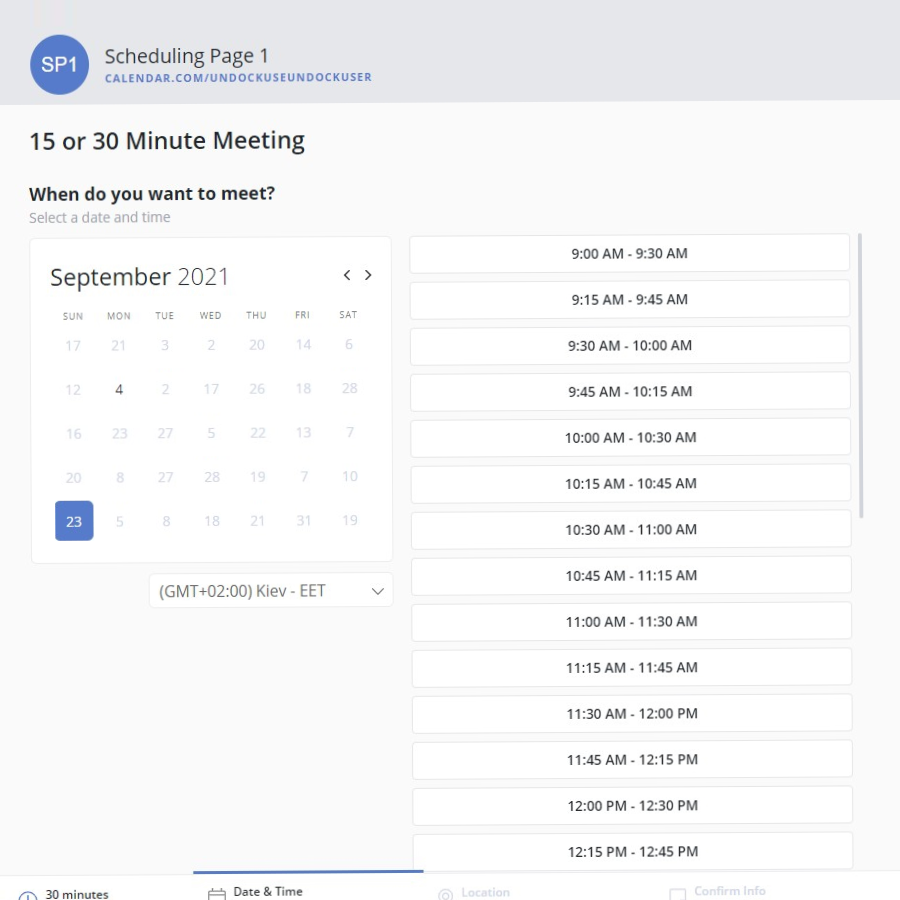 SP1
Scheduling Page 1
CALENDAR.COM/UNDOCKUSEUNDOCKUSER
15 or 30 Minute Meeting
When do you want to meet?
Select a date and time
September 2021
SUN MON TUE WED THU FRI SAT
17 21 3 2 20 14 6
12 4 2 17 26 18 28
16 23 27 5 22 13 7
20 8 27 28 19 7 10
23 5 8 18 21 31 19
(GMT+02:00) Kiev - EET
9:00 AM - 9:30 AM
9:15 AM - 9:45 AM
9:30 AM - 10:00 AM
9:45 AM - 10:15 AM
10:00 AM - 10:30 AM
10:15 AM - 10:45 AM
10:30 AM - 11:00 AM
10:45 AM - 11:15 AM
11:00 AM - 11:30 AM
11:15 AM - 11:45 AM
11:30 AM - 12:00 PM
11:45 AM - 12:15 PM
12:00 PM - 12:30 PM
12:15 PM - 12:45 PM
30 minutes
Date & Time
Location
Confirm Info